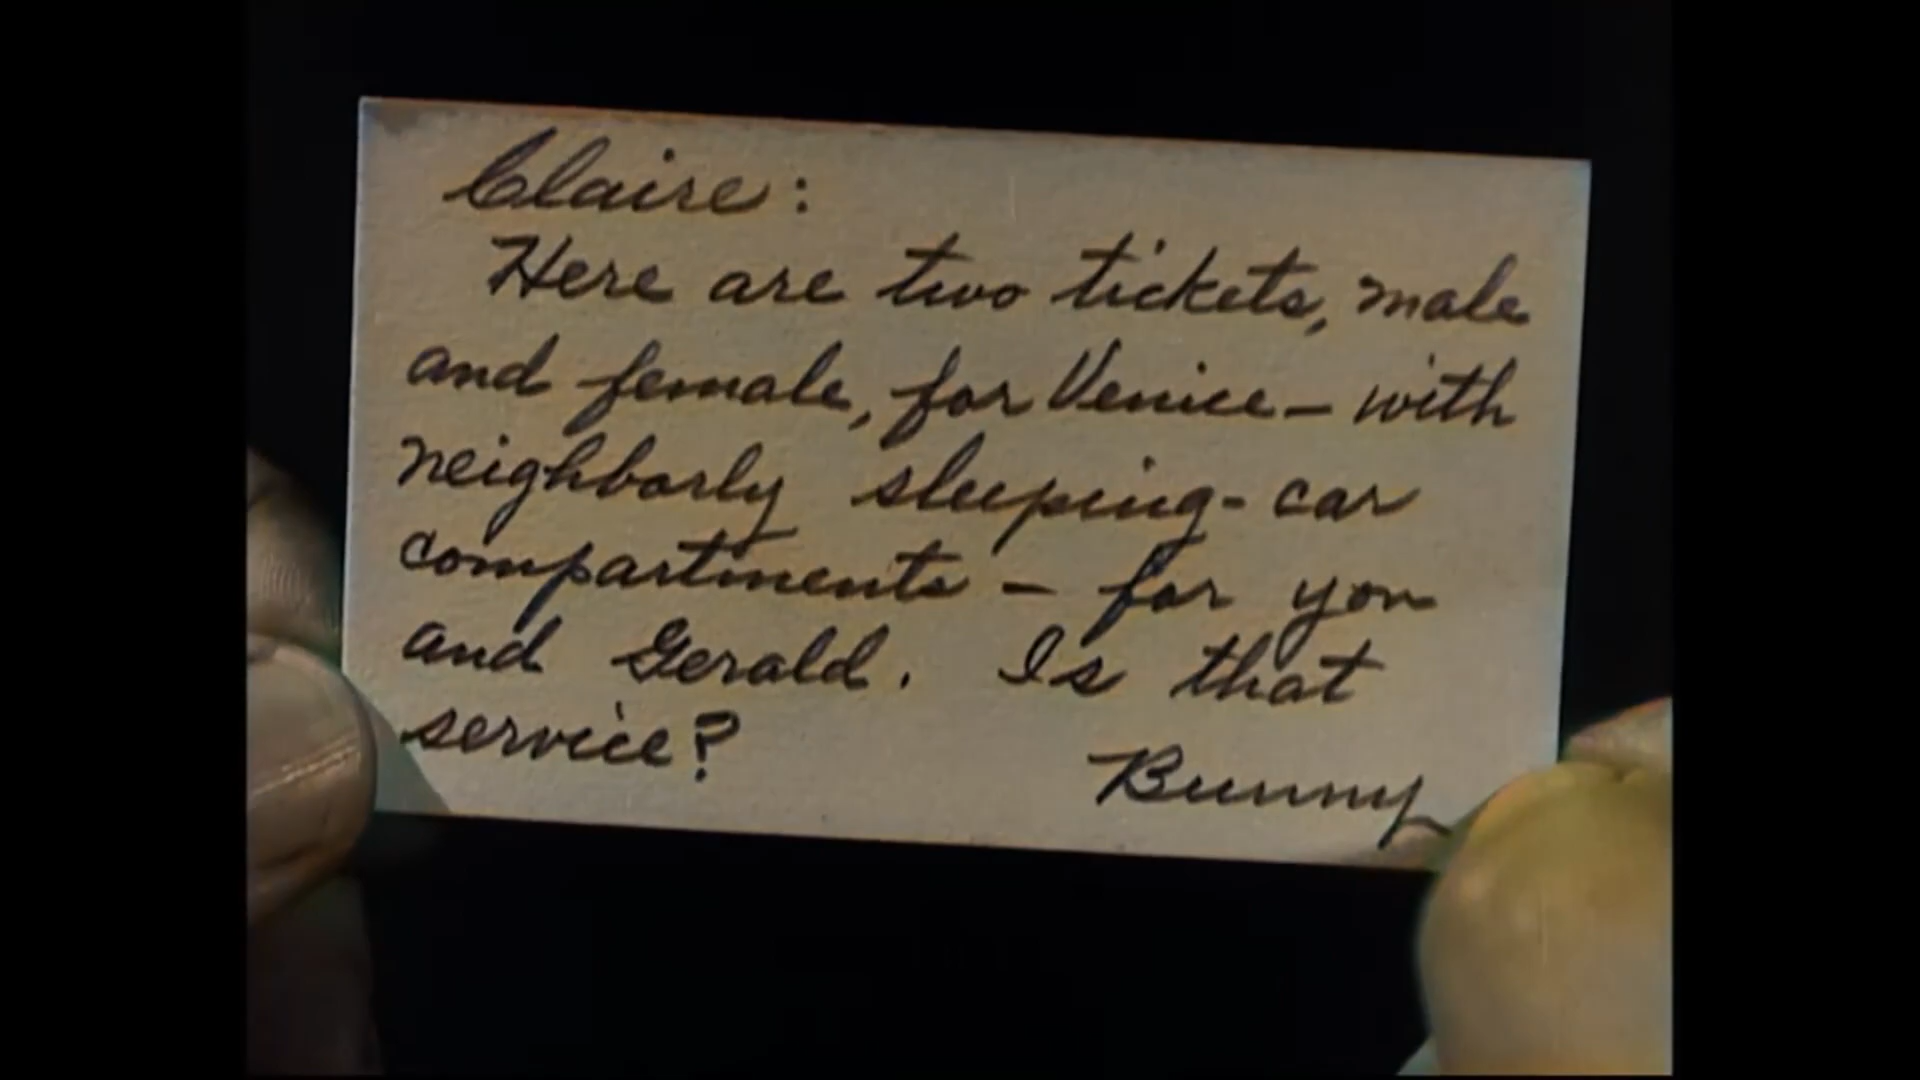 Claire:
Here are two tickets, male
and female, for Venice – with
neighborly sleeping-car
compartments – for you
and Gerald. Is that
service?
Bunny